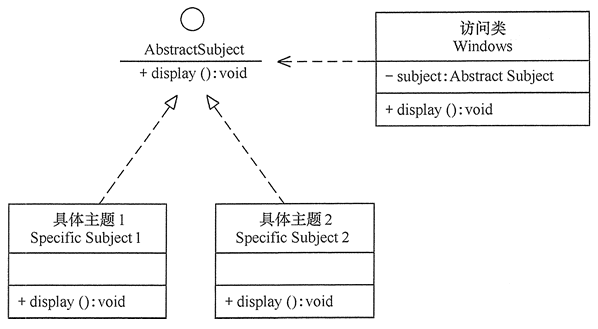 AbstractSubject
+ display ():void
访问类
Windows
- subject:Abstract Subject
+ display ():void
具体主题1
Specific Subject 1
+ display ():void
具体主题2
Specific Subject 2
+ display ():void